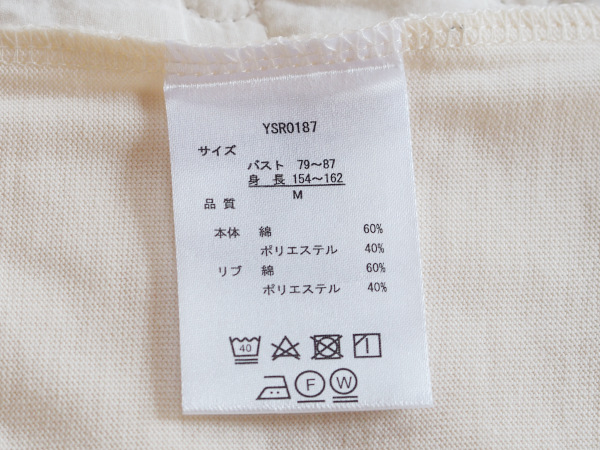 YSR0187
サイズ
バスト 79〜87
身 長 154〜162
M
品 質
本体 綿 60%
ポリエステル 40%
リブ 綿 60%
ポリエステル 40%
40
F W